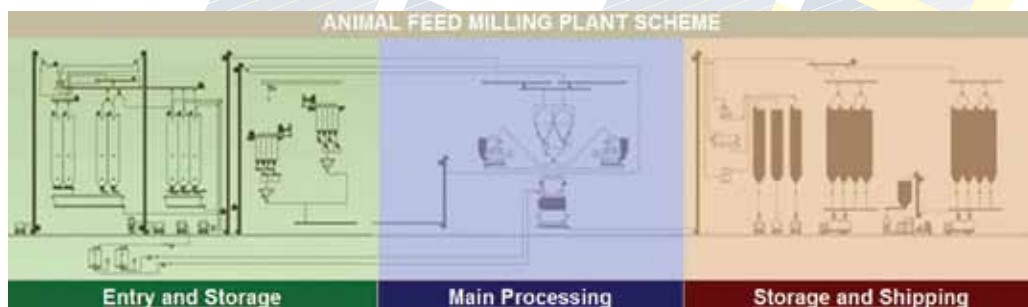 ANIMAL FEED MILLING PLANT SCHEME
Entry and Storage
Main Processing
Storage and Shipping